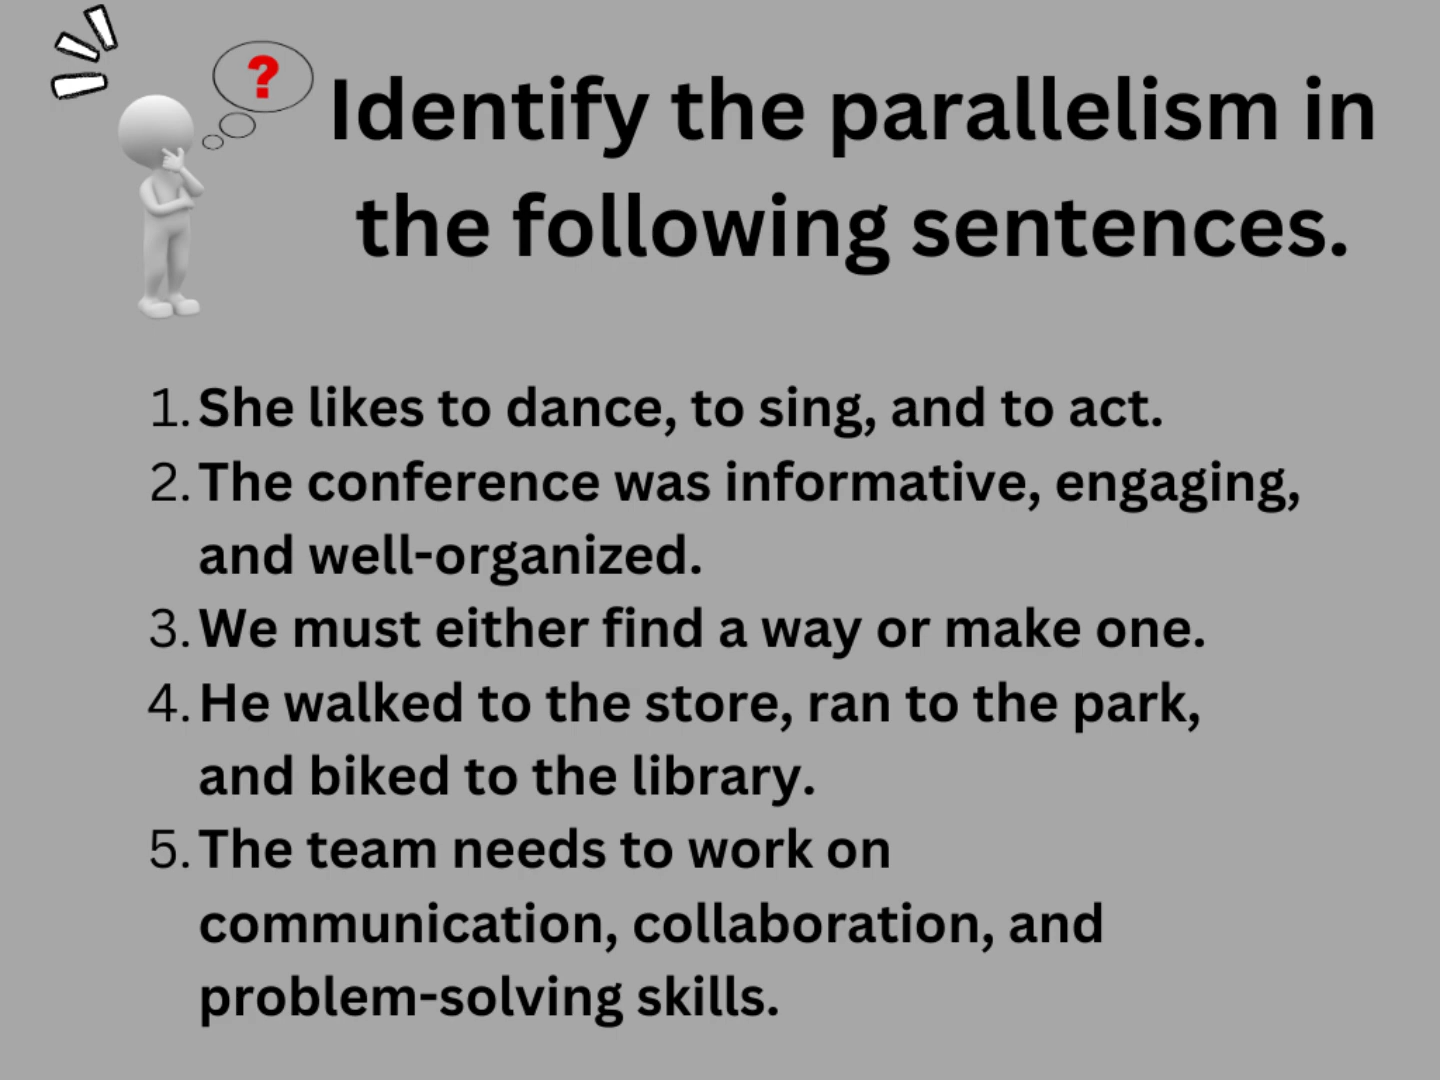 ?
Identify the parallelism in
the following sentences.
1. She likes to dance, to sing, and to act.
2. The conference was informative, engaging,
and well-organized.
3. We must either find a way or make one.
4. He walked to the store, ran to the park,
and biked to the library.
5. The team needs to work on
communication, collaboration, and
problem-solving skills.